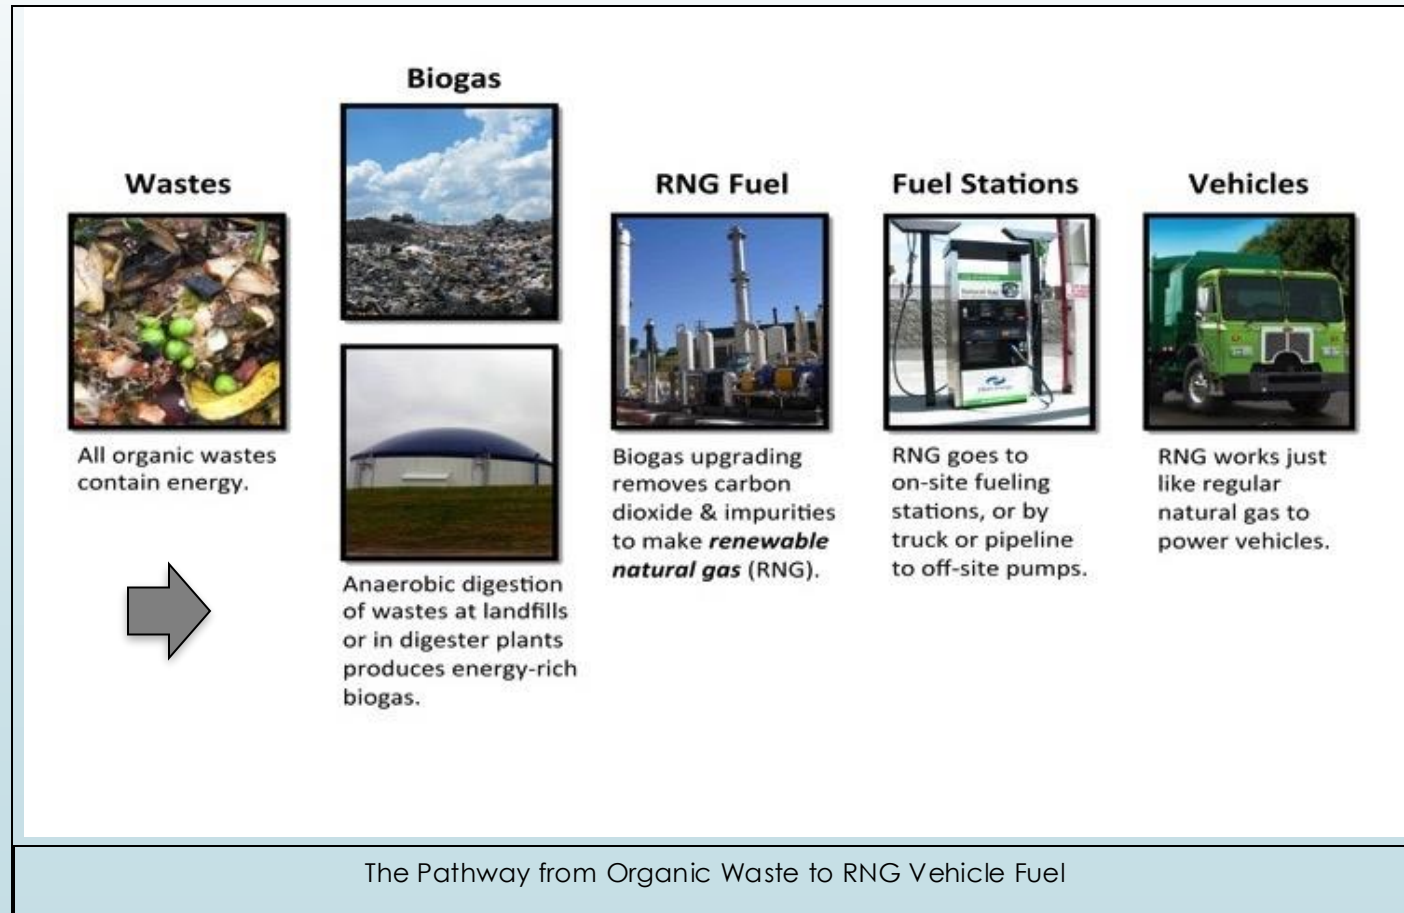 Biogas
Wastes
RNG Fuel
Fuel Stations
Vehicles
Natural Gas
All organic wastes
contain energy.
Anaerobic digestion
of wastes at landfills
or in digester plants
produces energy-rich
biogas.
Biogas upgrading
removes carbon
dioxide & impurities
to make renewable
natural gas (RNG).
RNG goes to
on-site fueling
stations, or by
truck or pipeline
to off-site pumps.
RNG works just
like regular
natural gas to
power vehicles.
The Pathway from Organic Waste to RNG Vehicle Fuel